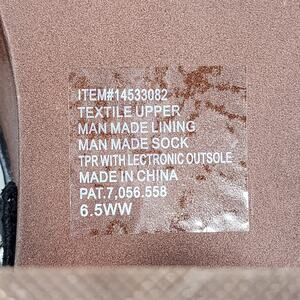 ITEM#14533082
TEXTILE UPPER
MAN MADE LINING
MAN MADE SOCK
TPR WITH LECTRONIC OUTSOLE
MADE IN CHINA
PAT.7,056.558
6.5WW